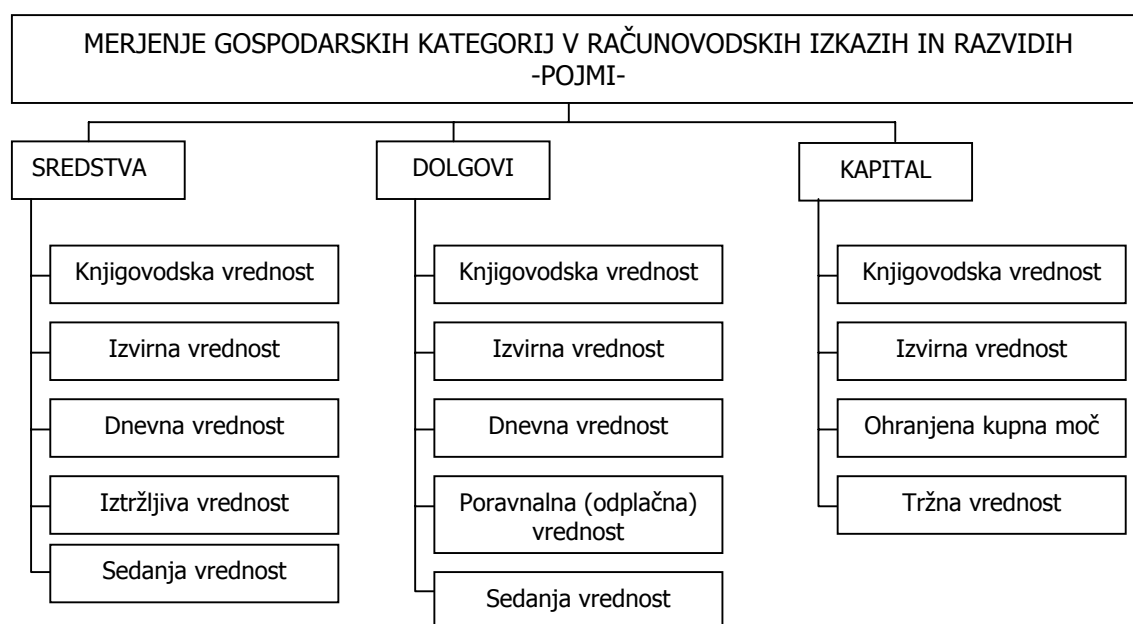 MERJENJE GOSPODARSKIH KATEGORIJ V RAČUNOVODSKIH IZKAZIH IN RAZVIDIH
-POJMI-
SREDSTVA
Knjigovodska vrednost
Izvirna vrednost
Dnevna vrednost
Iztržljiva vrednost
Sedanja vrednost
DOLGOVI
Knjigovodska vrednost
Izvirna vrednost
Dnevna vrednost
Poravnalna (odplačna)
vrednost
Sedanja vrednost
KAPITAL
Knjigovodska vrednost
Izvirna vrednost
Ohranjena kupna moč
Tržna vrednost